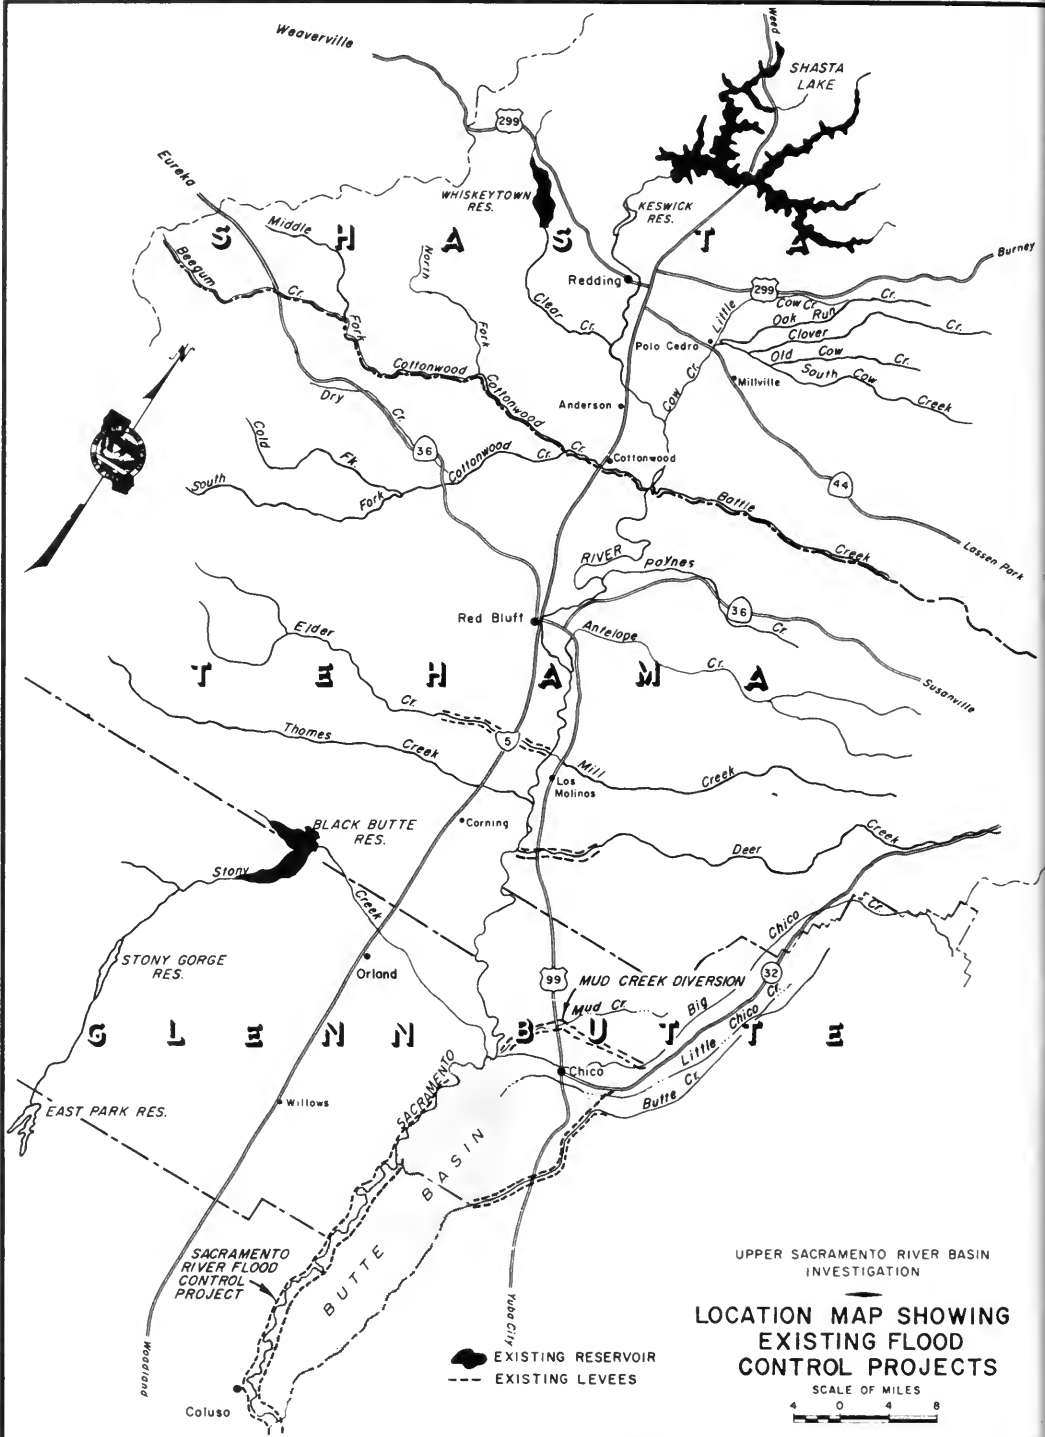 Weaverville
Weed
SHASTA
LAKE
299
Eureka
WHISKEYTOWN
RES.
KESWICK
RES.
Middle
S H A S T A
North
Burney
Beegum
Cr.
Redding
299
Little
Cow Cr.
Cr.
Oak Run
Clover
Cr.
Clear
Cr.
Fork
Fork
Palo Cedro
Old Cow
Cr.
South Cow
Creek
Millville
Cottonwood
Cottonwood
Cr.
Dry
Cr.
Anderson
Cow
Cr.
Cold
Fk.
36
Cottonwood
Cr.
Cottonwood
South
Fork
44
Battle
Creek
Lassen Park
RIVER
Paynes
36
Cr.
Red Bluff
Antelope
Cr.
Elder
T E H A M A
Susanville
Cr.
Thomes
Creek
5
Mill
Creek
Los
Molinos
BLACK BUTTE
RES.
Corning
Deer
Creek
Stony
Creek
Chico
Cr.
STONY GORGE
RES.
Orland
99
MUD CREEK DIVERSION
32
Mud Cr.
Big
G L E N N
B U T T E
Little Chico Cr.
SACRAMENTO
Chico
Butte Cr.
EAST PARK RES.
Willows
BUTTE BASIN
SACRAMENTO
RIVER FLOOD
CONTROL
PROJECT
Yuba City
Woodland
Colusa
EXISTING RESERVOIR
EXISTING LEVEES
UPPER SACRAMENTO RIVER BASIN
INVESTIGATION
LOCATION MAP SHOWING
EXISTING FLOOD
CONTROL PROJECTS
SCALE OF MILES
4 0 4 8